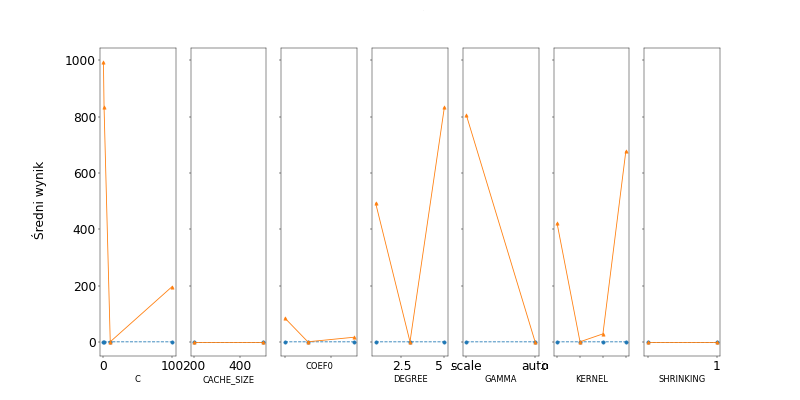 Średni wynik
1000
800
600
400
200
0
0 100 200 400 2.5 5 scale auto 1
C CACHE_SIZE COEF0 DEGREE GAMMA KERNEL SHRINKING